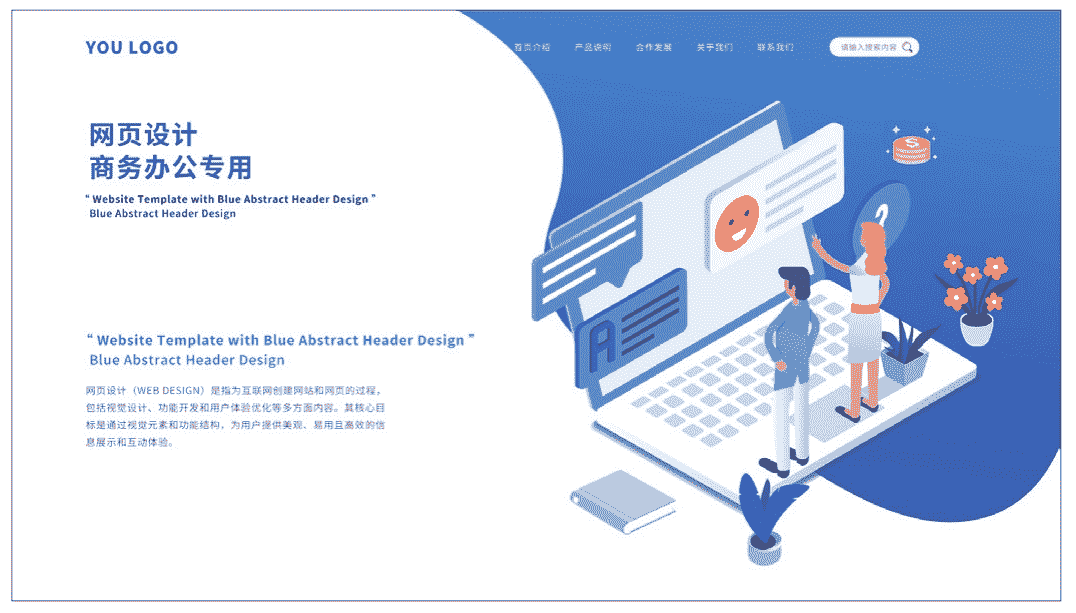 YOU LOGO
首页介绍 产品说明 合作发展 关于我们 联系我们 请输入搜索内容
网页设计
商务办公专用
“ Website Template with Blue Abstract Header Design ”
Blue Abstract Header Design
$
?
A
“ Website Template with Blue Abstract Header Design ”
Blue Abstract Header Design
网页设计（WEB DESIGN）是指为互联网创建网站和网页的过程，
包括视觉设计、功能开发和用户体验优化等多方面内容。其核心目
标是通过视觉元素和功能结构，为用户提供美观、易用且高效的信
息展示和互动体验。